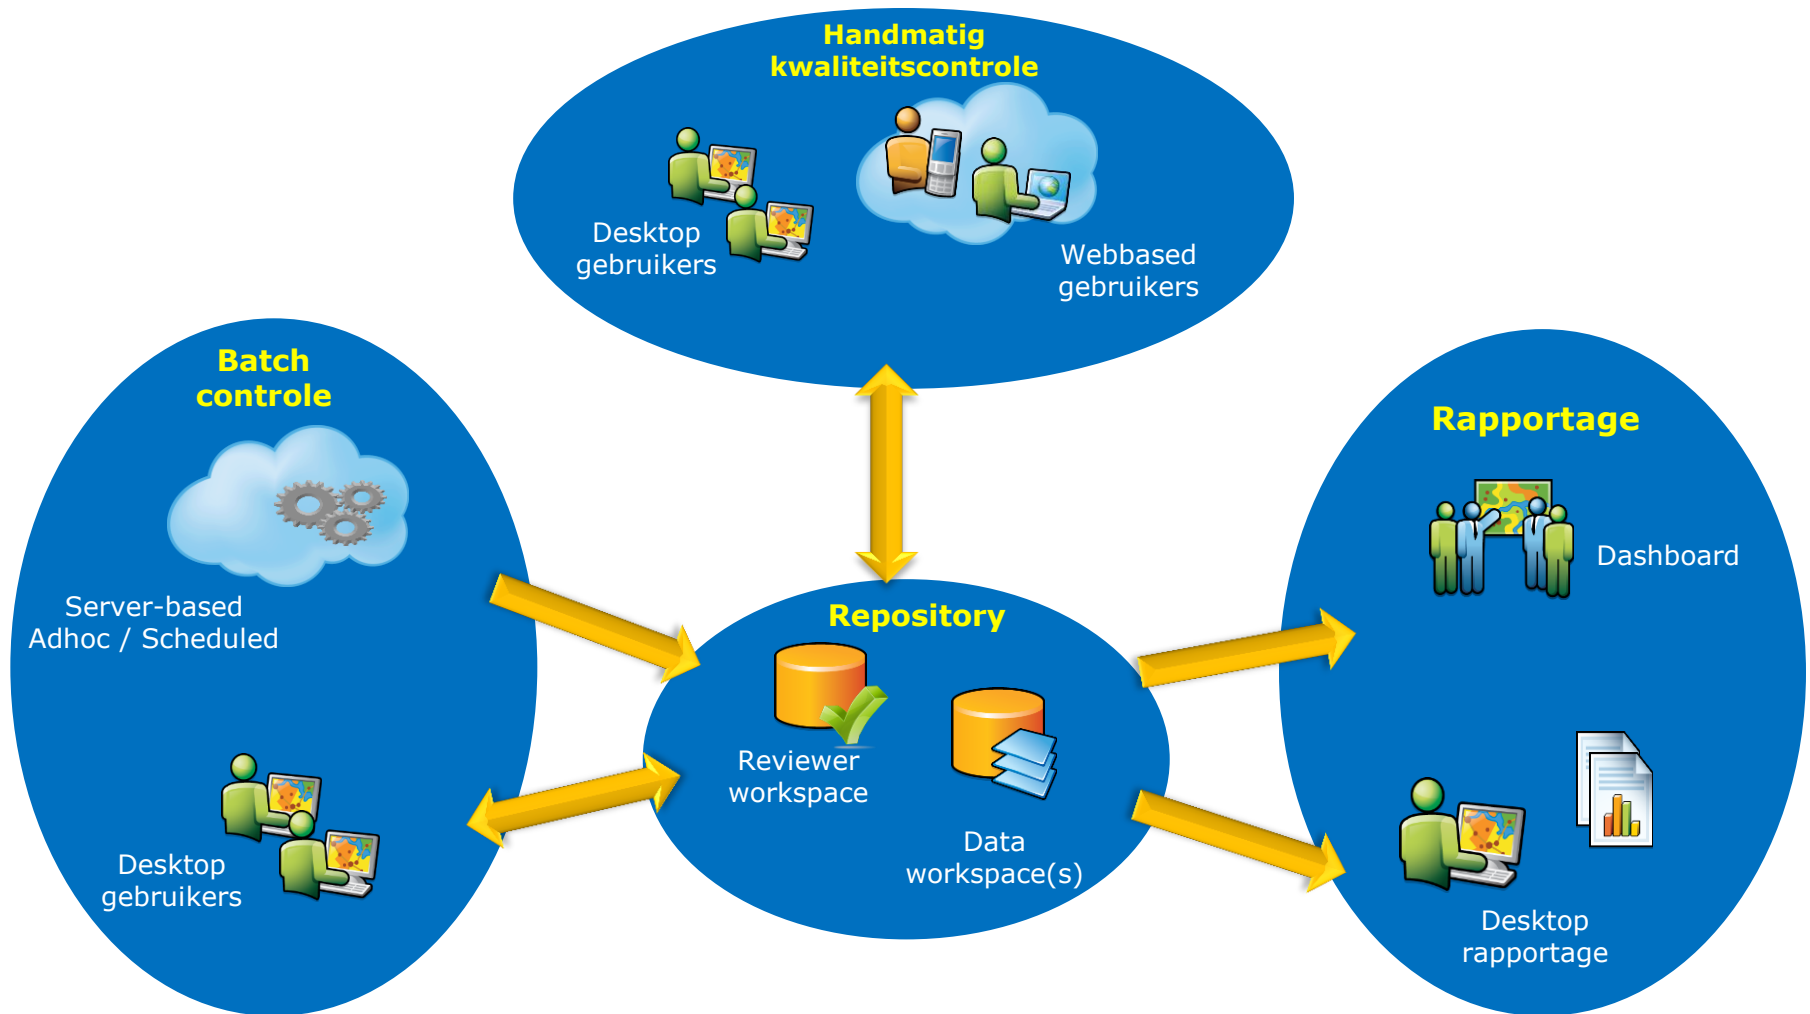 Handmatig
kwaliteitscontrole
Desktop
gebruikers
Webbased
gebruikers
Batch
controle
Server-based
Adhoc / Scheduled
Desktop
gebruikers
Repository
Reviewer
workspace
Data
workspace(s)
Rapportage
Dashboard
Desktop
rapportage